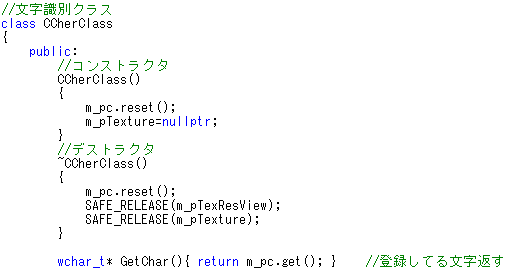 //文字識別クラス
class CCherClass
{
    public:
        //コンストラクタ
        CCherClass()
        {
            m_pc.reset();
            m_pTexture=nullptr;
        }
        //デストラクタ
        ~CCherClass()
        {
            m_pc.reset();
            SAFE_RELEASE(m_pTexResView);
            SAFE_RELEASE(m_pTexture);
        }

        wchar_t* GetChar(){ return m_pc.get(); }    //登録してる文字返す